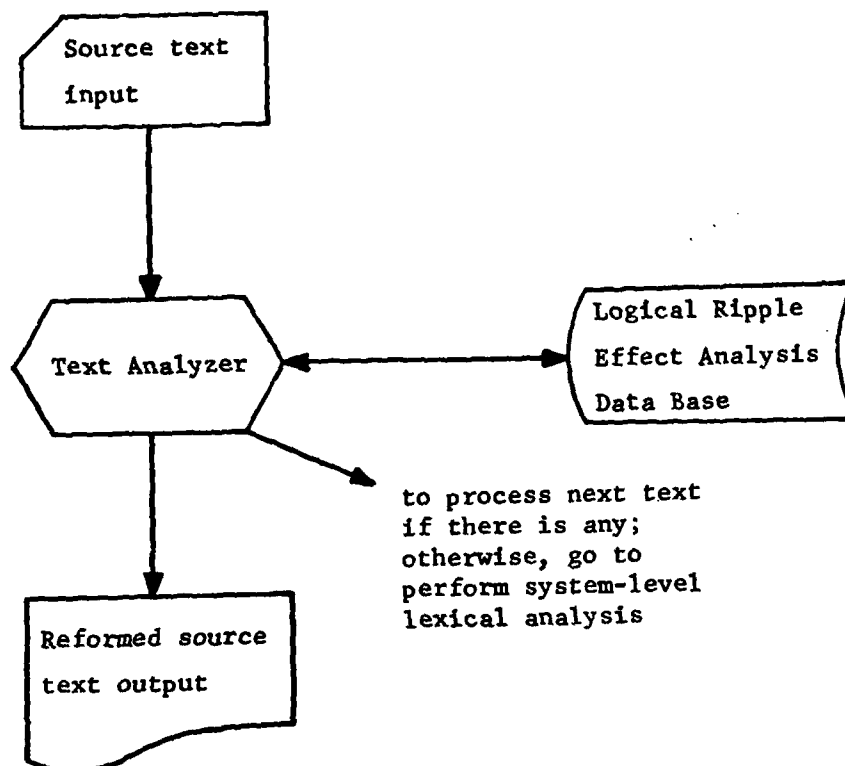 Source text
input
Text Analyzer
Logical Ripple
Effect Analysis
Data Base
to process next text
if there is any;
otherwise, go to
perform system-level
lexical analysis
Reformed source
text output